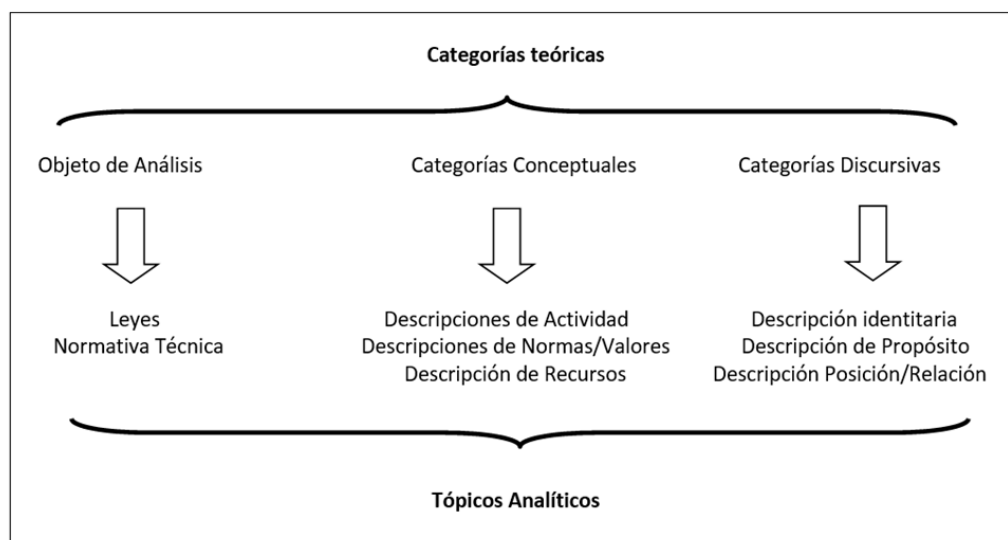 Categorías teóricas
Objeto de Análisis
Categorías Conceptuales
Categorías Discursivas
Leyes
Normativa Técnica
Descripciones de Actividad
Descripciones de Normas/Valores
Descripción de Recursos
Descripción identitaria
Descripción de Propósito
Descripción Posición/Relación
Tópicos Analíticos